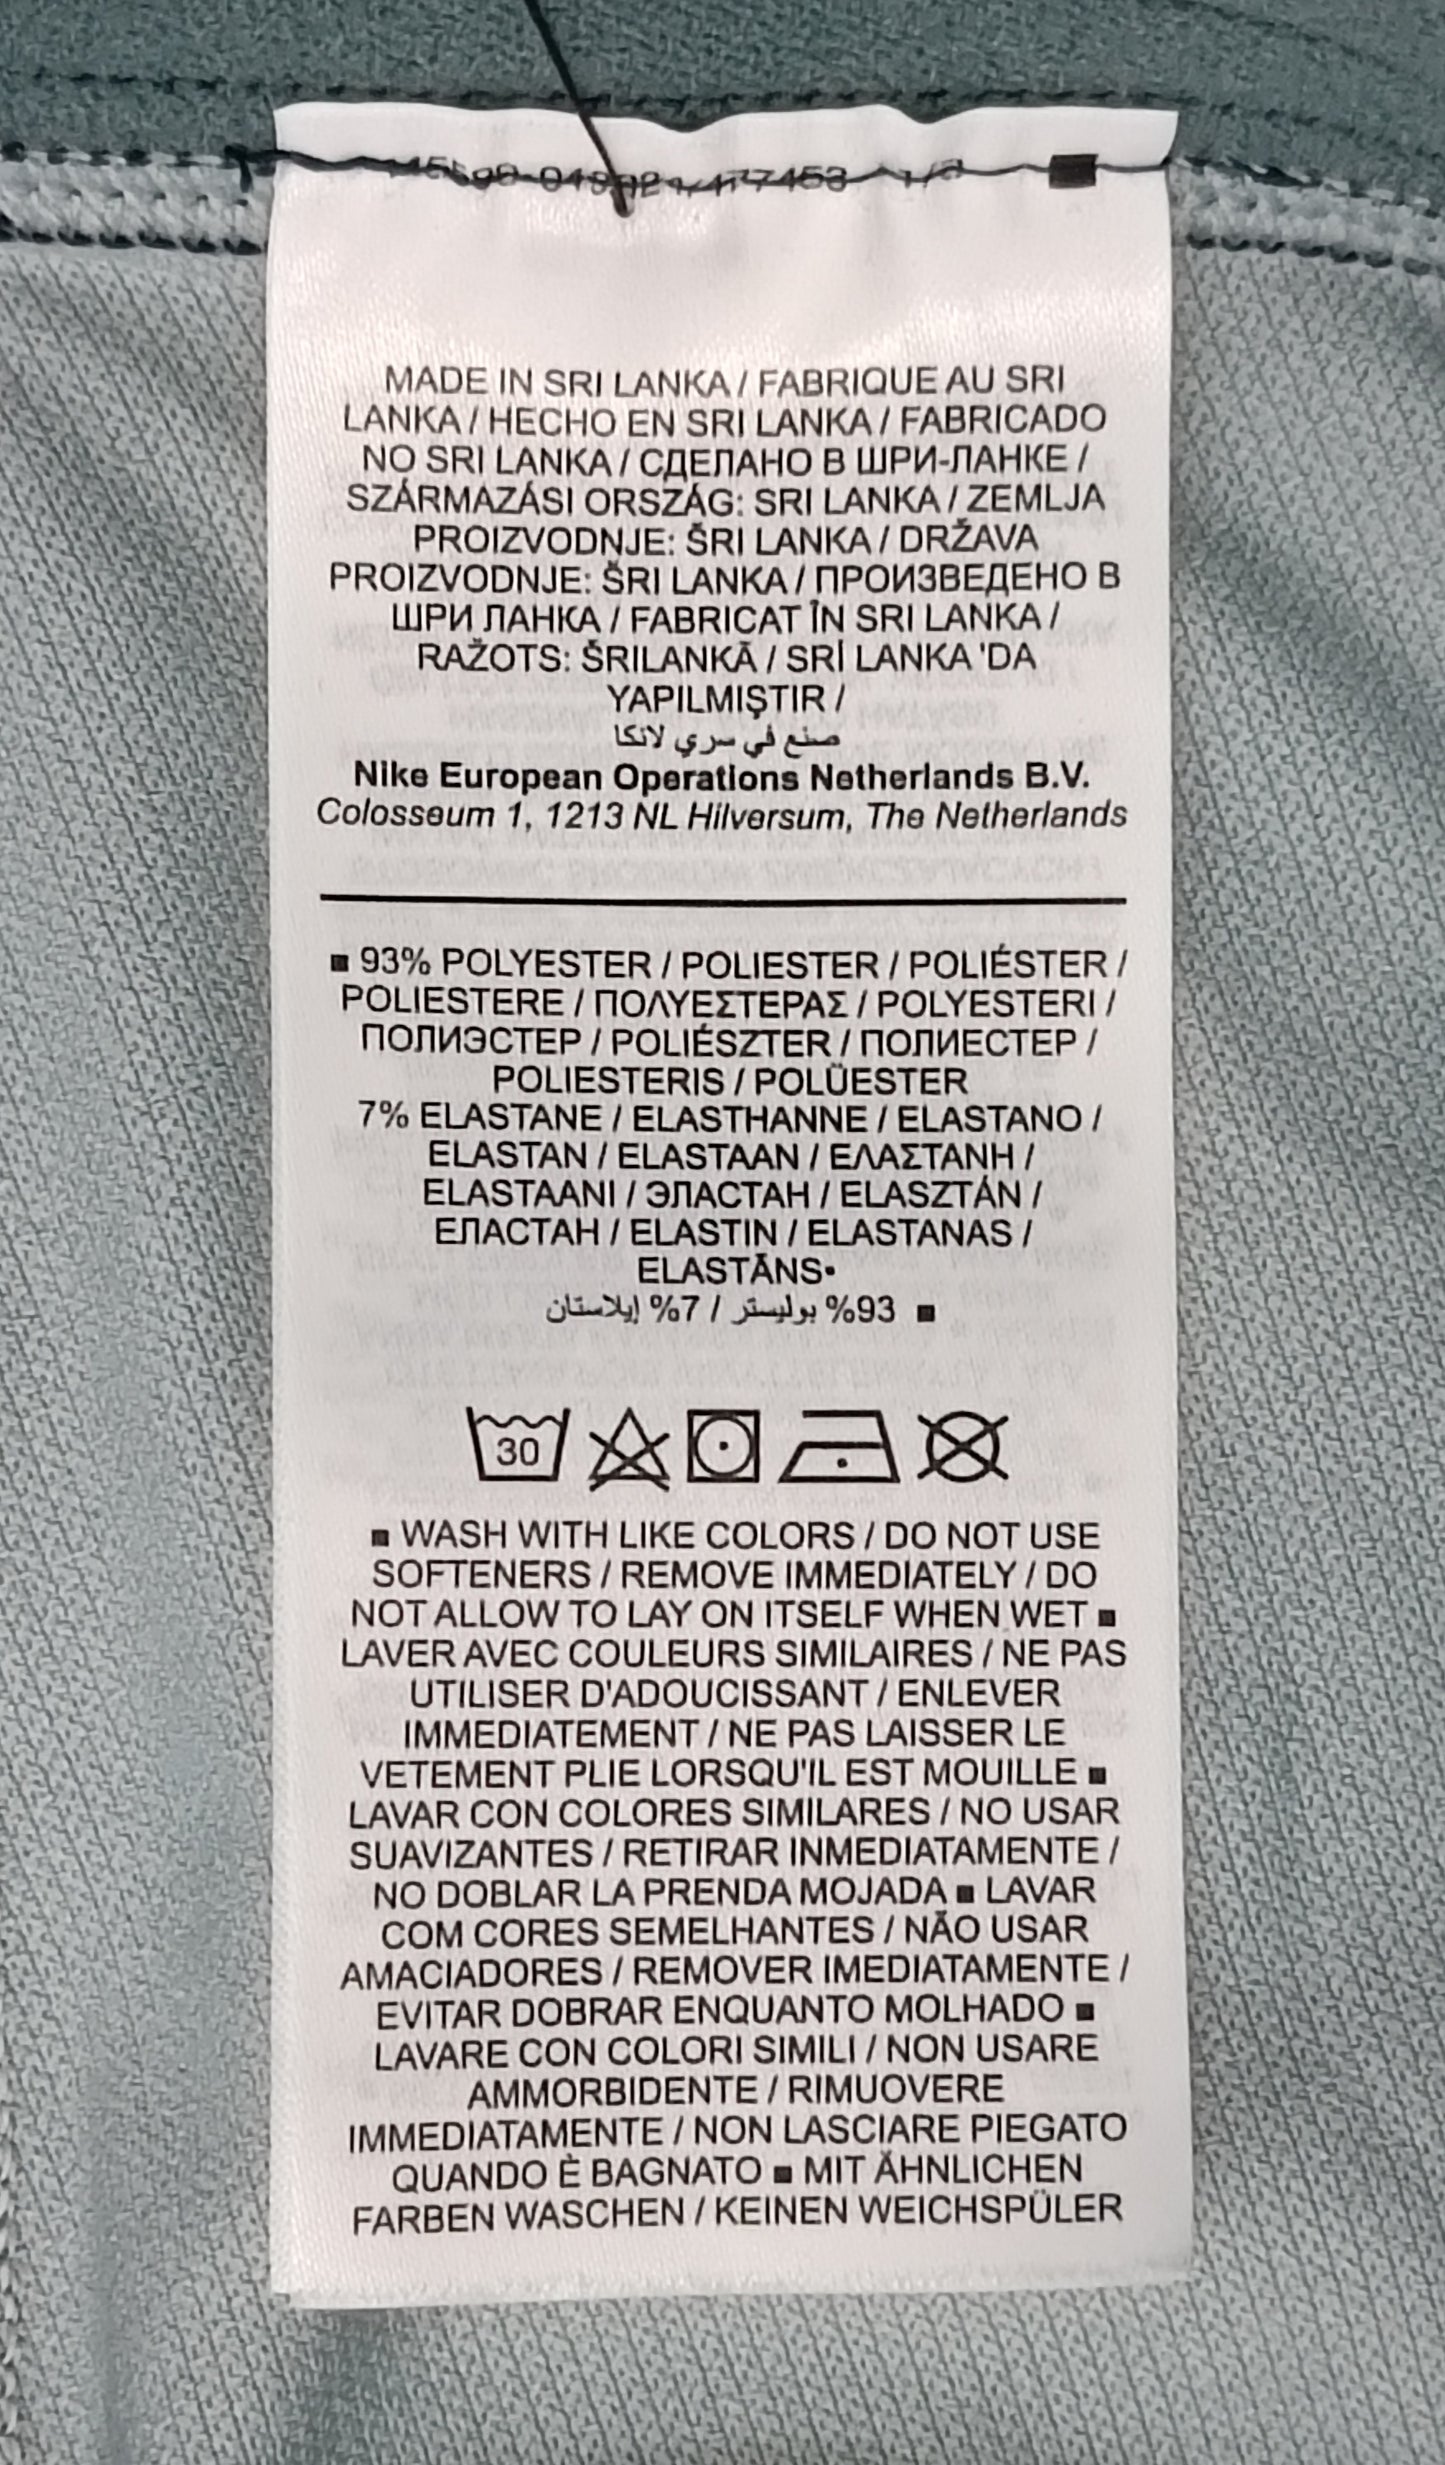 MADE IN SRI LANKA / FABRIQUE AU SRI
LANKA / HECHO EN SRI LANKA / FABRICADO
NO SRI LANKA / СДЕЛАНО В ШРИ-ЛАНКЕ /
SZÁRMAZÁSI ORSZÁG: SRI LANKA / ZEMLJA
PROIZVODNJE: ŠRI LANKA / DRŽAVA
PROIZVODNJE: ŠRI LANKA / ПРОИЗВЕДЕНО В
ШРИ ЛАНКА / FABRICAT ÎN SRI LANKA /
RAŽOTS: ŠRILANKĀ / SRİ LANKA 'DA
YAPILMIŞTIR /
صنع في سري لانكا
Nike European Operations Netherlands B.V.
Colosseum 1, 1213 NL Hilversum, The Netherlands
■ 93% POLYESTER / POLIESTER / POLIÉSTER /
POLIESTERE / ΠΟΛΥΕΣΤΕΡΑΣ / POLYESTERI /
ПОЛИЭСТЕР / POLIÉSZTER / ПОЛИЕСТЕР /
POLIESTERIS / POLÜESTER
7% ELASTANE / ELASTHANNE / ELASTANO /
ELASTAN / ELASTAAN / ΕΛΑΣΤΑΝΗ /
ELASTAANI / ЭЛАСТАН / ELASZTÁN /
ЕЛАСТАН / ELASTIN / ELASTANAS /
ELASTĀNS•
■ 93% بوليستر / 7% إيلاستان
30
■ WASH WITH LIKE COLORS / DO NOT USE
SOFTENERS / REMOVE IMMEDIATELY / DO
NOT ALLOW TO LAY ON ITSELF WHEN WET ■
LAVER AVEC COULEURS SIMILAIRES / NE PAS
UTILISER D'ADOUCISSANT / ENLEVER
IMMEDIATEMENT / NE PAS LAISSER LE
VETEMENT PLIE LORSQU'IL EST MOUILLE ■
LAVAR CON COLORES SIMILARES / NO USAR
SUAVIZANTES / RETIRAR INMEDIATAMENTE /
NO DOBLAR LA PRENDA MOJADA ■ LAVAR
COM CORES SEMELHANTES / NÃO USAR
AMACIADORES / REMOVER IMEDIATAMENTE /
EVITAR DOBRAR ENQUANTO MOLHADO ■
LAVARE CON COLORI SIMILI / NON USARE
AMMORBIDENTE / RIMUOVERE
IMMEDIATAMENTE / NON LASCIARE PIEGATO
QUANDO È BAGNATO ■ MIT ÄHNLICHEN
FARBEN WASCHEN / KEINEN WEICHSPÜLER